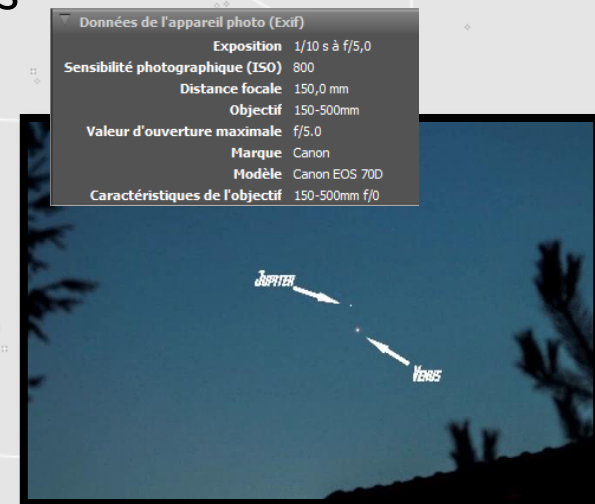 Données de l'appareil photo (Exif)
Exposition 1/10 s à f/5,0
Sensibilité photographique (ISO) 800
Distance focale 150,0 mm
Objectif 150-500mm
Valeur d'ouverture maximale f/5.0
Marque Canon
Modèle Canon EOS 70D
Caractéristiques de l'objectif 150-500mm f/0
JUPITER
VENUS